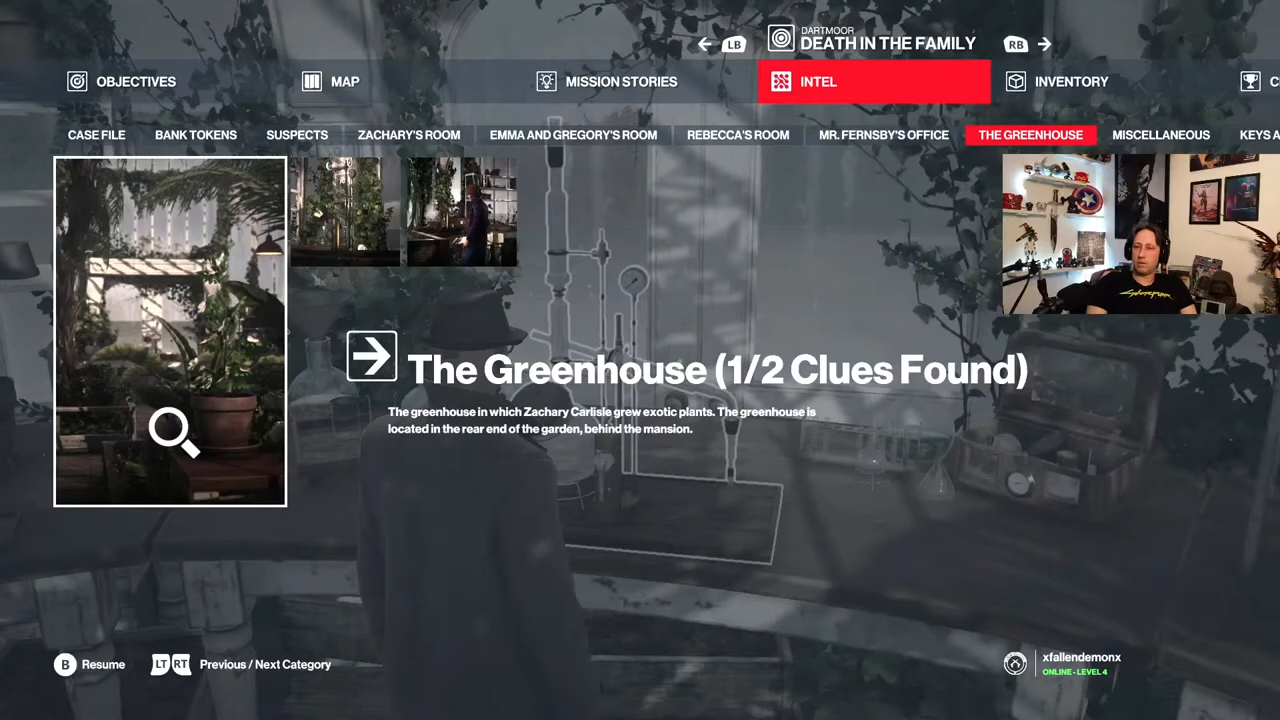 LB
DARTMOOR
DEATH IN THE FAMILY
RB
OBJECTIVES
MAP
MISSION STORIES
INTEL
INVENTORY
C
CASE FILE
BANK TOKENS
SUSPECTS
ZACHARY'S ROOM
EMMA AND GREGORY'S ROOM
REBECCA'S ROOM
MR. FERNSBY'S OFFICE
THE GREENHOUSE
MISCELLANEOUS
KEYS A
The Greenhouse (1/2 Clues Found)
The greenhouse in which Zachary Carlisle grew exotic plants. The greenhouse is
located in the rear end of the garden, behind the mansion.
B Resume
LT RT Previous / Next Category
xfallendemonx
ONLINE - LEVEL 4